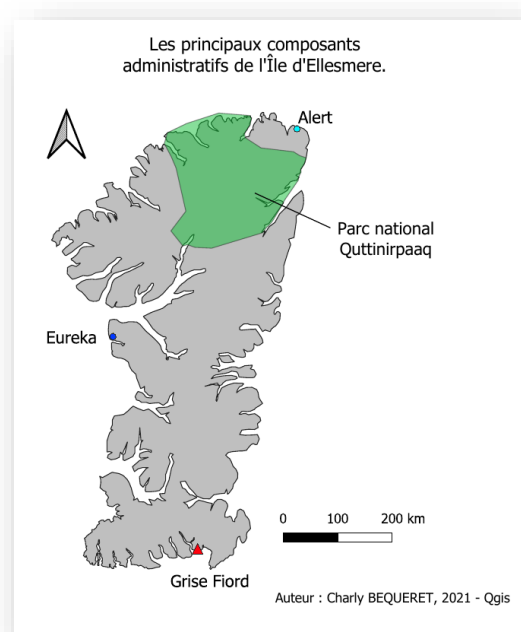 Les principaux composants
administratifs de l'Île d'Ellesmere.
Alert
Parc national
Quttinirpaaq
Eureka
0 100 200 km
Grise Fiord
Auteur : Charly BEQUERET, 2021 - Qgis